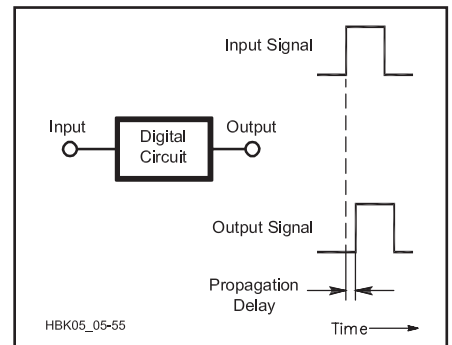 Input Signal
Input
Digital
Circuit
Output
Output Signal
Propagation
Delay
HBK05_05-55
Time